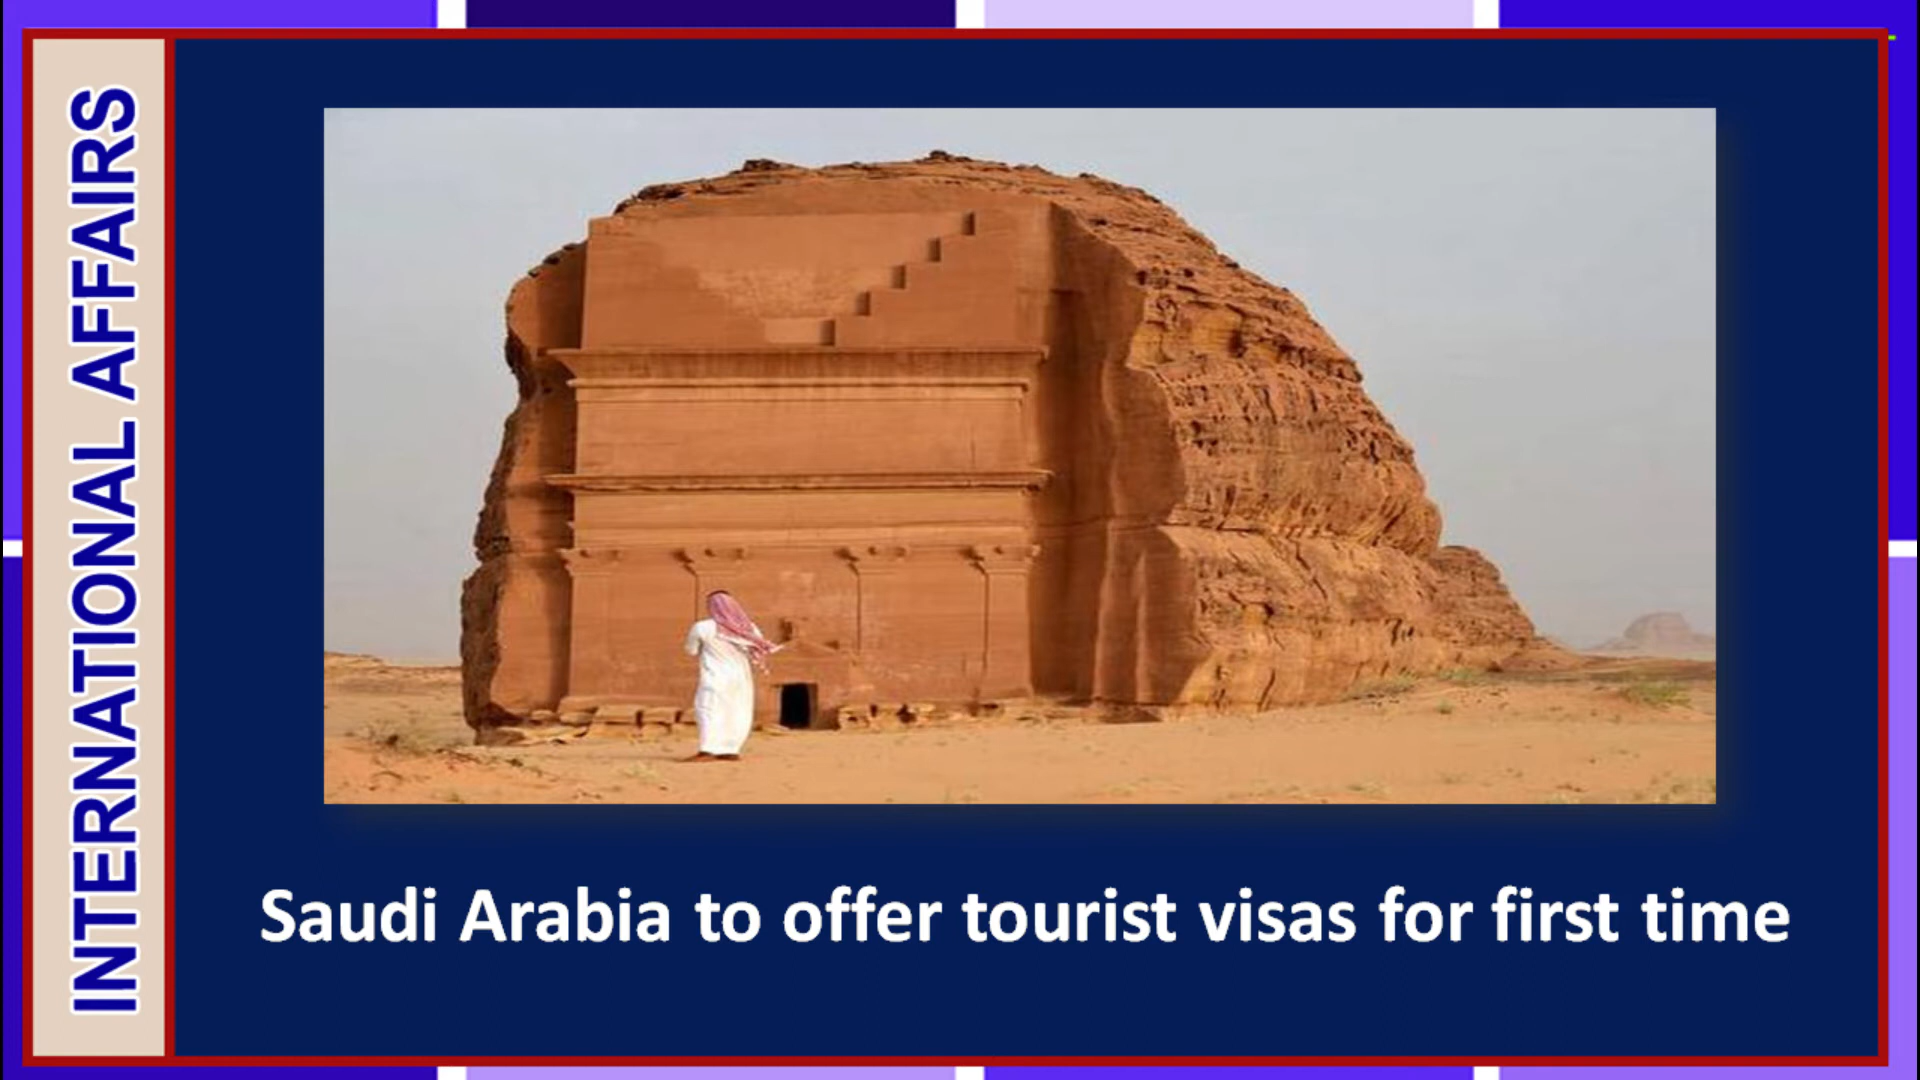 INTERNATIONAL AFFAIRS
Saudi Arabia to offer tourist visas for first time